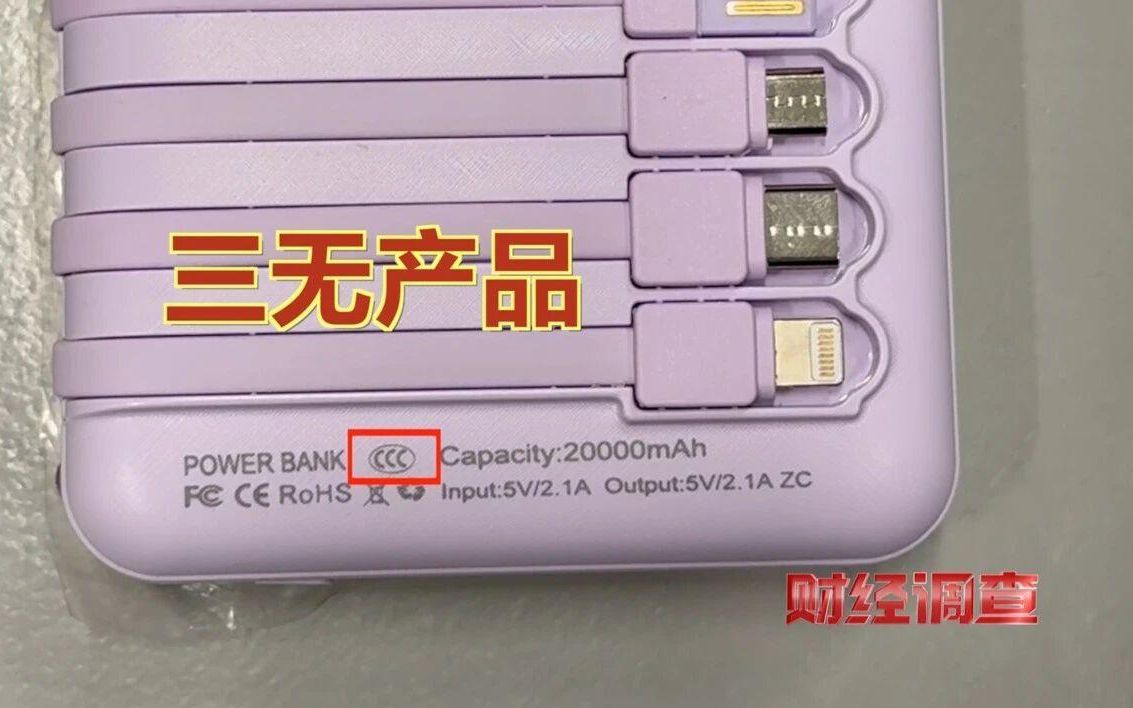 三无产品
POWER BANK CCC Capacity:20000mAh
FC CE RoHS Input:5V/2.1A Output:5V/2.1A ZC
财经调查